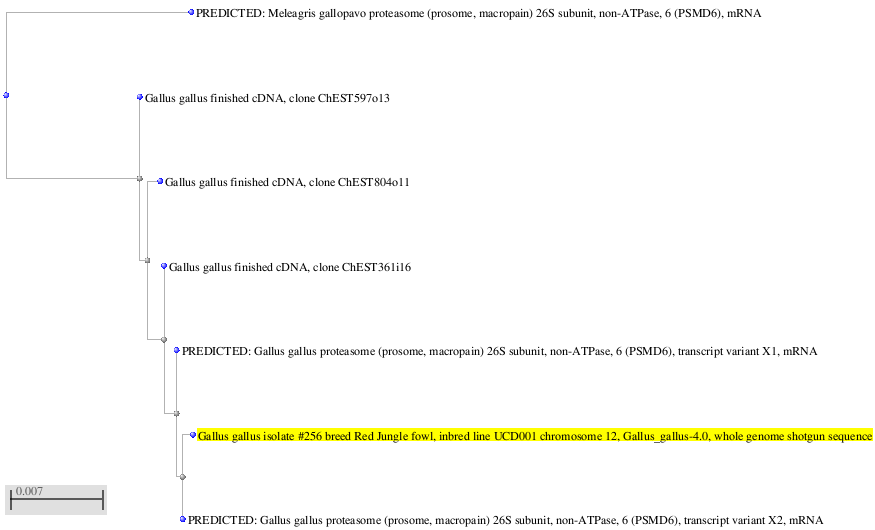 PREDICTED: Meleagris gallopavo proteasome (prosome, macropain) 26S subunit, non-ATPase, 6 (PSMD6), mRNA
Gallus gallus finished cDNA, clone ChEST597o13
Gallus gallus finished cDNA, clone ChEST804o11
Gallus gallus finished cDNA, clone ChEST361i16
PREDICTED: Gallus gallus proteasome (prosome, macropain) 26S subunit, non-ATPase, 6 (PSMD6), transcript variant X1, mRNA
Gallus gallus isolate #256 breed Red Jungle fowl, inbred line UCD001 chromosome 12, Gallus_gallus-4.0, whole genome shotgun sequence
0.007
PREDICTED: Gallus gallus proteasome (prosome, macropain) 26S subunit, non-ATPase, 6 (PSMD6), transcript variant X2, mRNA